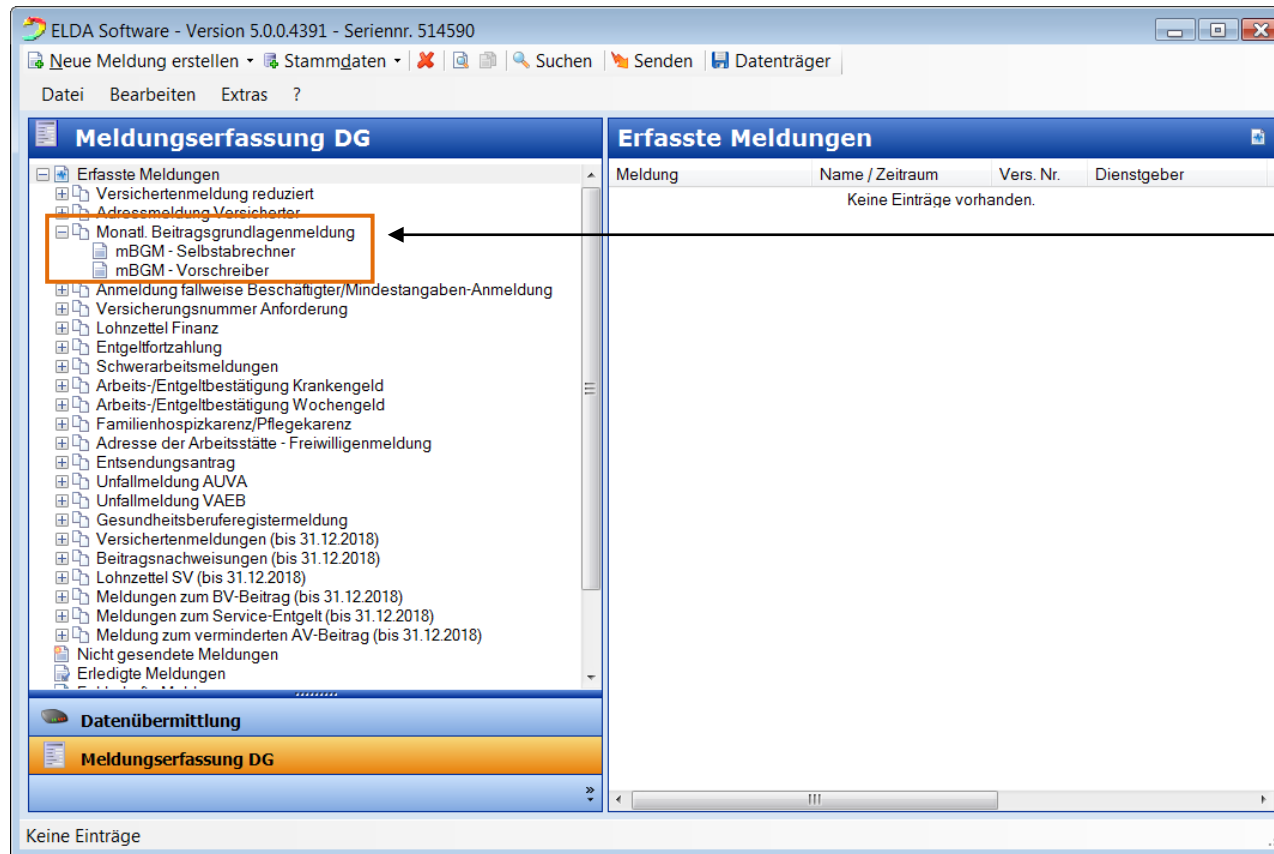 ELDA Software - Version 5.0.0.4391 - Seriennr. 514590
Neue Meldung erstellen Stammdaten Suchen Senden Datenträger
Datei Bearbeiten Extras ?
Meldungserfassung DG
Erfasste Meldungen
Versichertenmeldung reduziert
Adressmeldung Versicherter
Monatl. Beitragsgrundlagenmeldung
mBGM - Selbstabrechner
mBGM - Vorschreiber
Anmeldung fallweise Beschäftigter/Mindestangaben-Anmeldung
Versicherungsnummer Anforderung
Lohnzettel Finanz
Entgeltfortzahlung
Schwerarbeitsmeldungen
Arbeits-/Entgeltbestätigung Krankengeld
Arbeits-/Entgeltbestätigung Wochengeld
Familienhospizkarenz/Pflegekarenz
Adresse der Arbeitsstätte - Freiwilligenmeldung
Entsendungsantrag
Unfallmeldung AUVA
Unfallmeldung VAEB
Gesundheitsberuferegistermeldung
Versichertenmeldungen (bis 31.12.2018)
Beitragsnachweisungen (bis 31.12.2018)
Lohnzettel SV (bis 31.12.2018)
Meldungen zum BV-Beitrag (bis 31.12.2018)
Meldungen zum Service-Entgelt (bis 31.12.2018)
Meldung zum verminderten AV-Beitrag (bis 31.12.2018)
Nicht gesendete Meldungen
Erledigte Meldungen
Datenübermittlung
Meldungserfassung DG
Erfasste Meldungen
Meldung Name / Zeitraum Vers. Nr. Dienstgeber
Keine Einträge vorhanden.
Keine Einträge